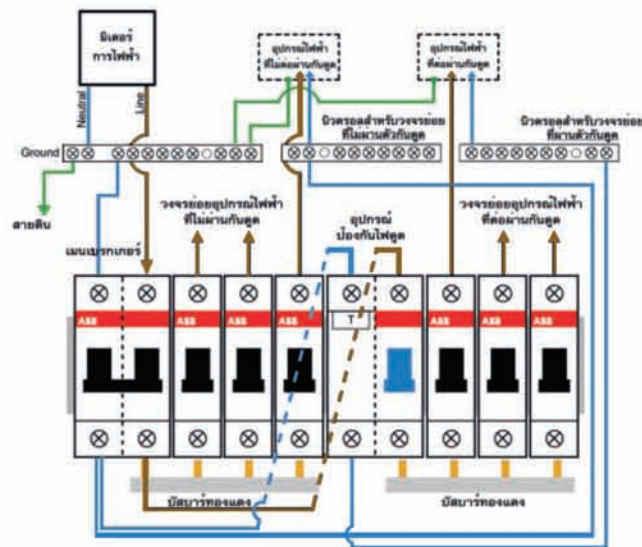 มิเตอร์
การไฟฟ้า
อุปกรณ์ไฟฟ้า
ที่ไม่ต่อผ่านกันดูด
อุปกรณ์ไฟฟ้า
ที่ต่อผ่านกันดูด
Neutral
Line
นิวตรอลสำหรับวงจรย่อย
ที่ไม่ผ่านตัวกันดูด
นิวตรอลสำหรับวงจรย่อย
ที่ผ่านตัวกันดูด
Ground
สายดิน
วงจรย่อยอุปกรณ์ไฟฟ้า
ที่ไม่ผ่านกันดูด
อุปกรณ์
ป้องกันไฟดูด
วงจรย่อยอุปกรณ์ไฟฟ้า
ที่ต่อผ่านกันดูด
เมนเบรกเกอร์
ABB
ABB
ABB
ABB
ABB
ABB
ABB
ABB
T
บัสบาร์ทองแดง
บัสบาร์ทองแดง